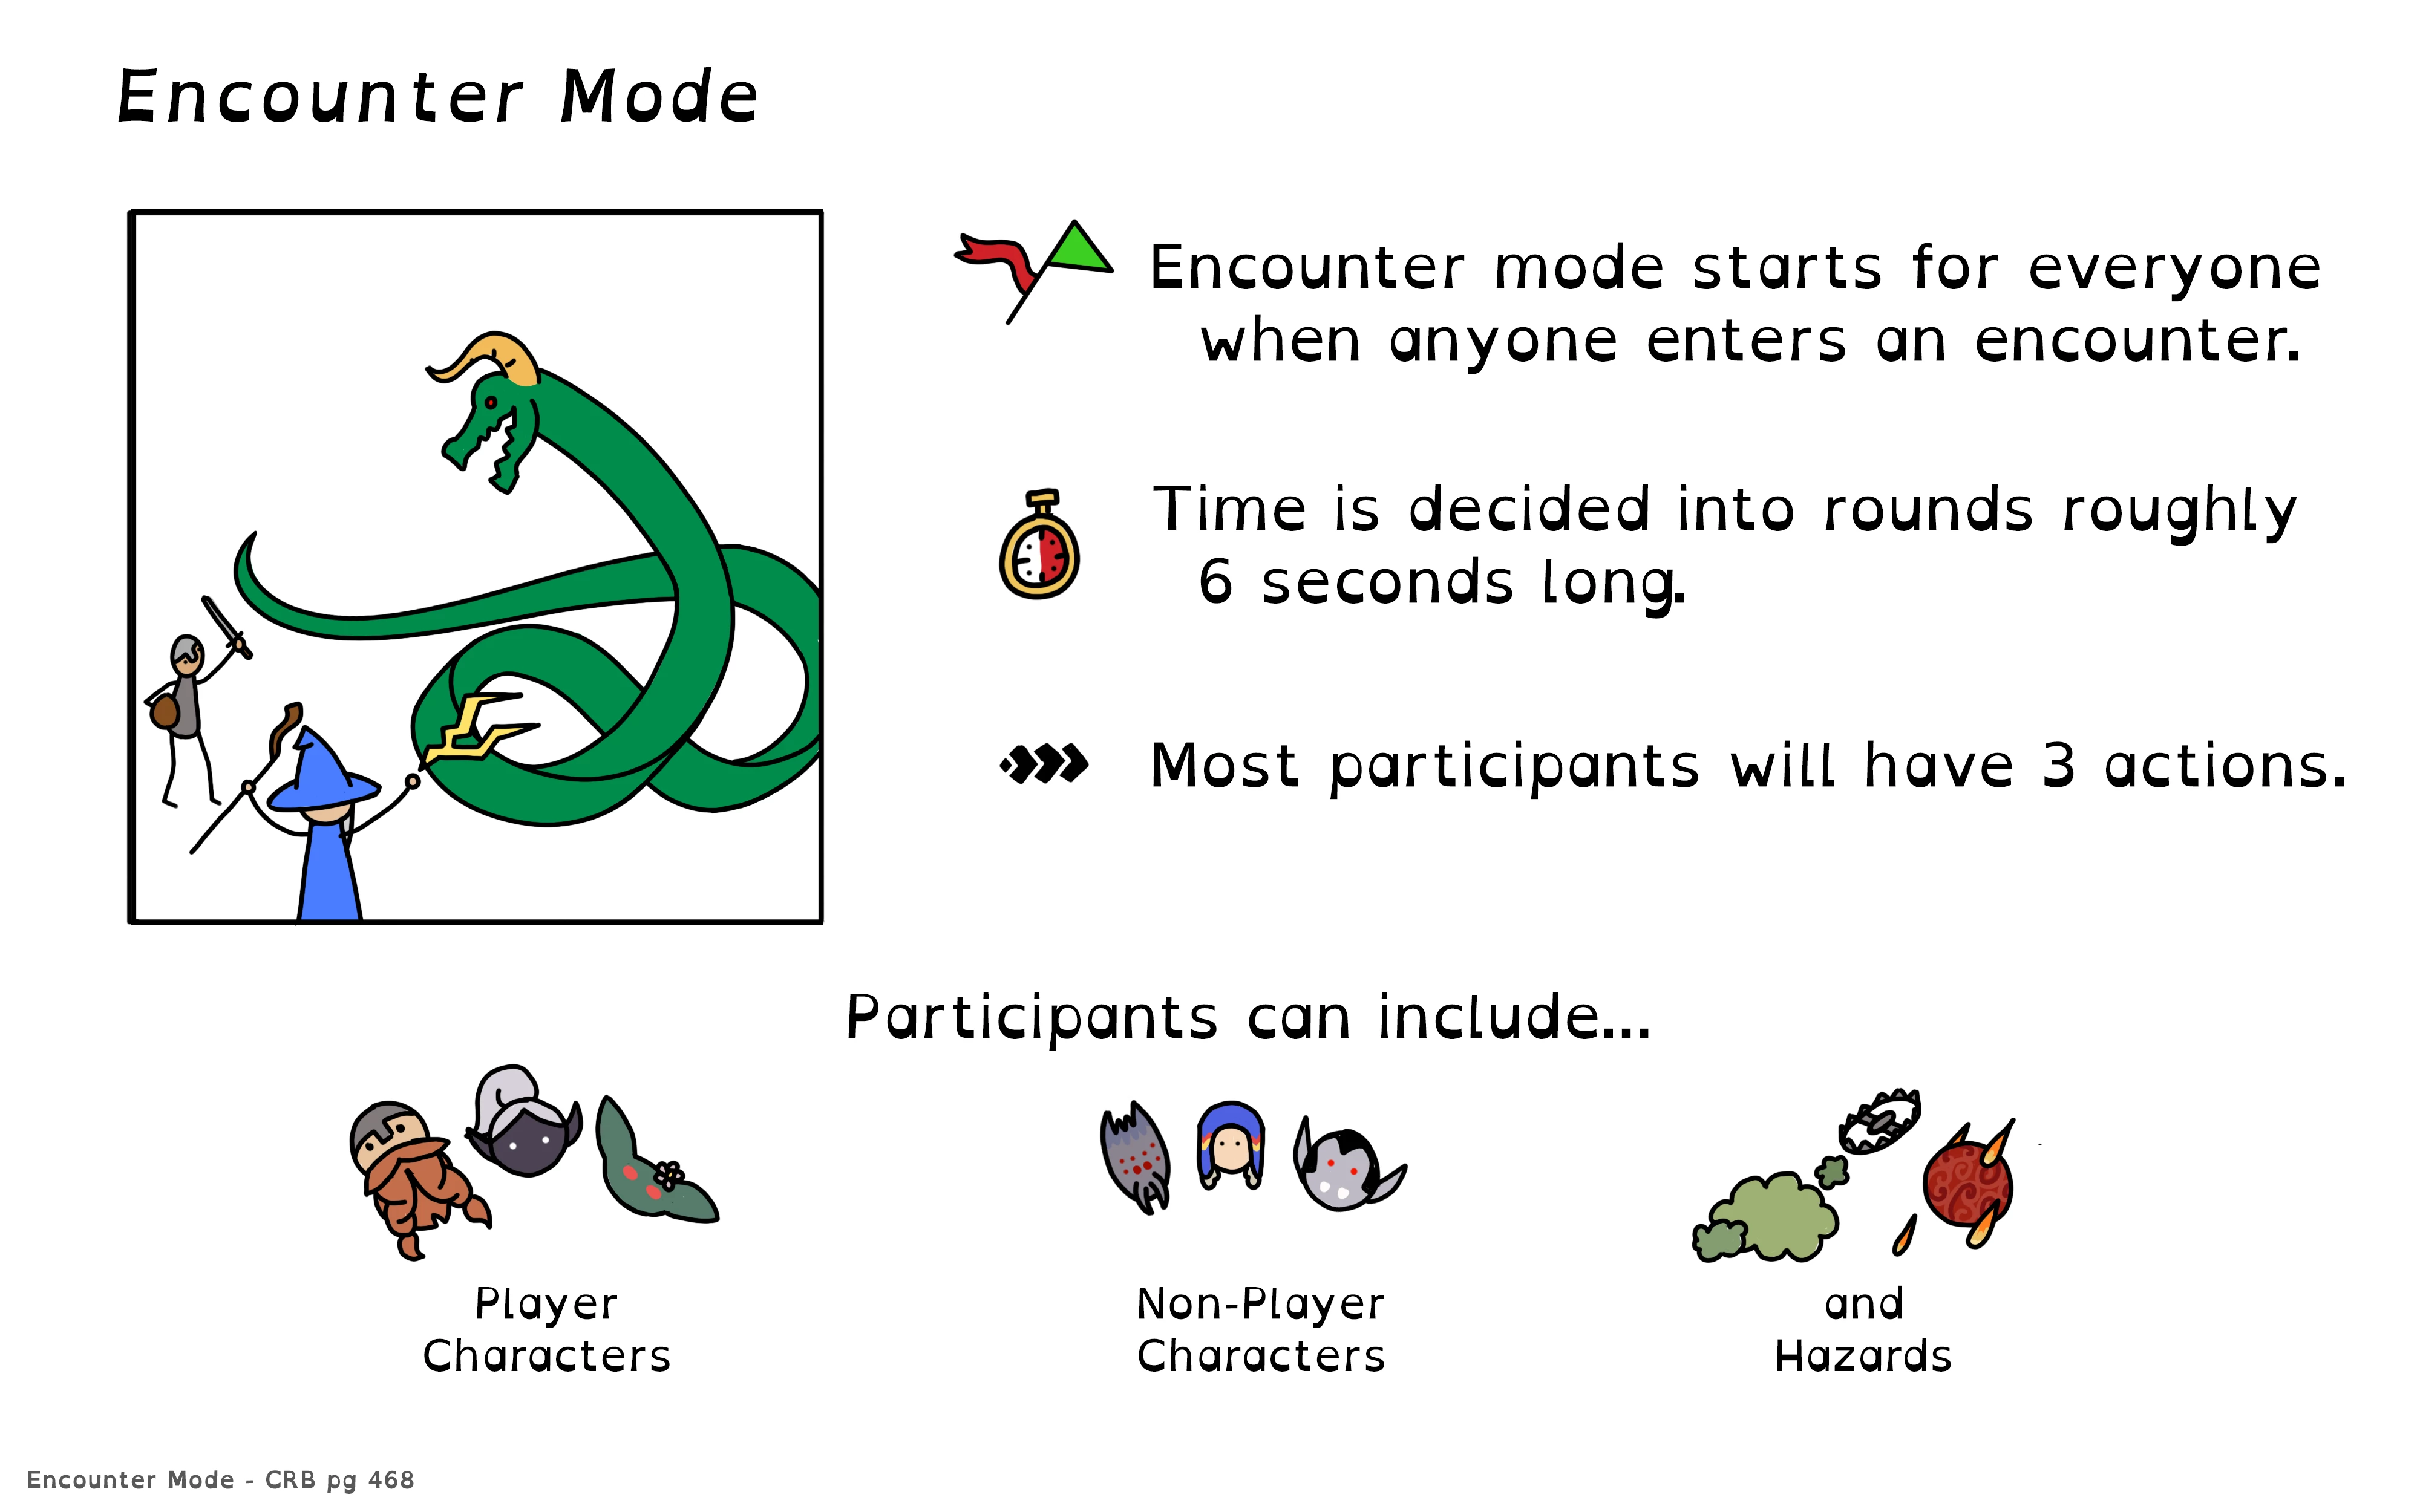 Encounter Mode
Encounter mode starts for everyone
when anyone enters an encounter.
Time is decided into rounds roughly
6 seconds long.
Most participants will have 3 actions.
Participants can include...
Player
Characters
Non-Player
Characters
and
Hazards
Encounter Mode - CRB pg 468